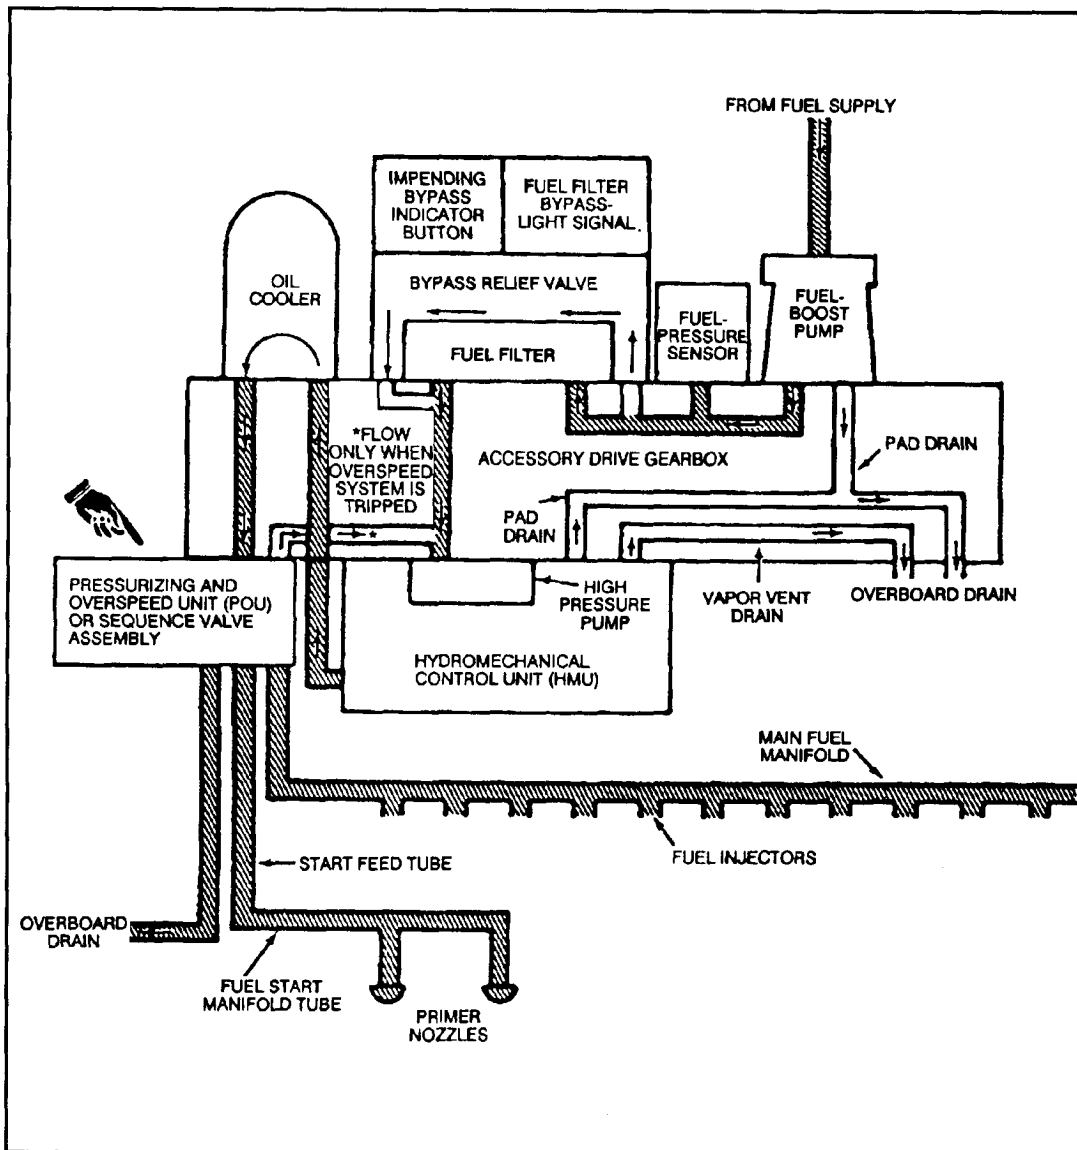 FROM FUEL SUPPLY
IMPENDING
BYPASS
INDICATOR
BUTTON
FUEL FILTER
BYPASS-
LIGHT SIGNAL.
OIL
COOLER
BYPASS RELIEF VALVE
FUEL FILTER
FUEL-
PRESSURE
SENSOR
FUEL-
BOOST
PUMP
*FLOW
ONLY WHEN
OVERSPEED
SYSTEM IS
TRIPPED
ACCESSORY DRIVE GEARBOX
PAD DRAIN
PAD
DRAIN
*
PRESSURIZING AND
OVERSPEED UNIT (POU)
OR SEQUENCE VALVE
ASSEMBLY
HIGH
PRESSURE
PUMP
VAPOR VENT
DRAIN
OVERBOARD DRAIN
HYDROMECHANICAL
CONTROL UNIT (HMU)
MAIN FUEL
MANIFOLD
FUEL INJECTORS
START FEED TUBE
OVERBOARD
DRAIN
FUEL START
MANIFOLD TUBE
PRIMER
NOZZLES